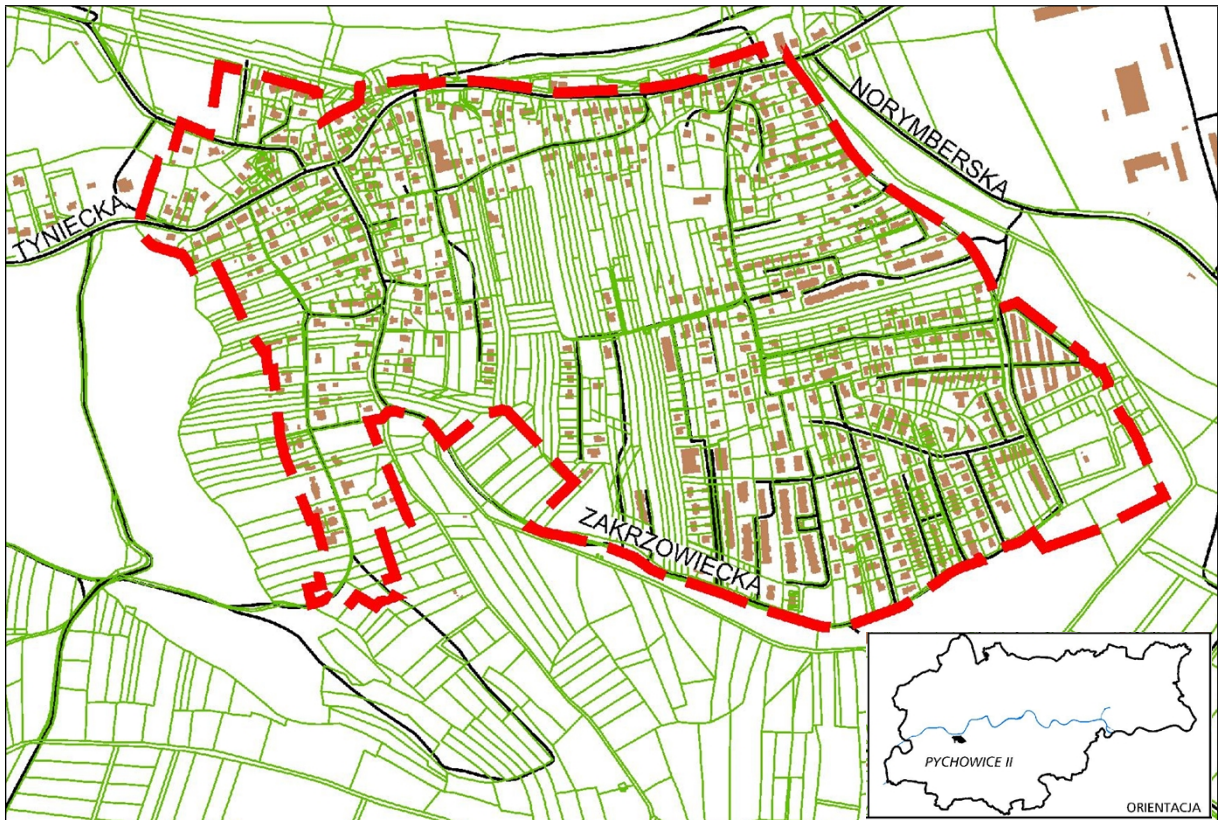 NORYMBERSKA
TYNIECKA
ZAKRZOWIECKA
PYCHOWICE II
ORIENTACJA